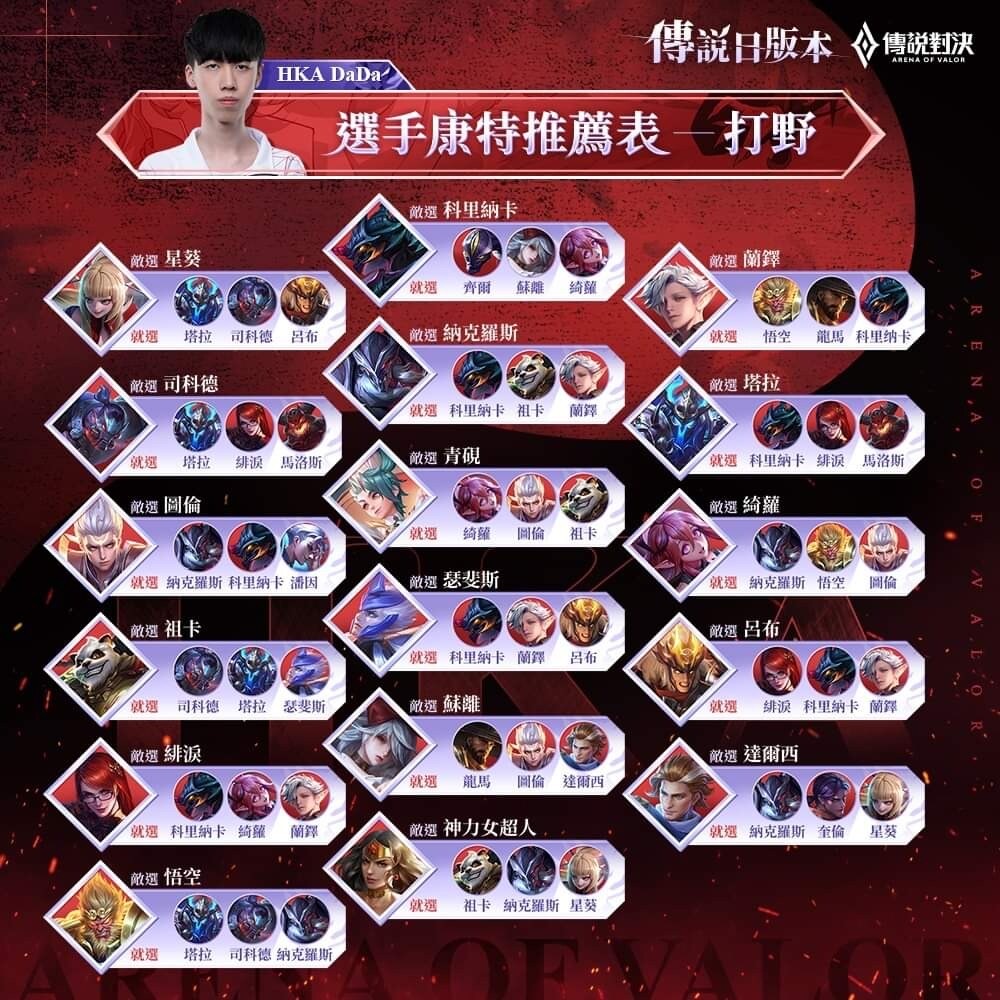 傳說日版本
傳說對決
ARENA OF VALOR
HKA DaDa
選手康特推薦表—打野
敵選 星葵
就選 塔拉 司科德 呂布
敵選 司科德
就選 塔拉 緋淚 馬洛斯
敵選 圖倫
就選 納克羅斯 科里納卡 潘因
敵選 祖卡
就選 司科德 塔拉 瑟斐斯
敵選 緋淚
就選 科里納卡 綺蘿 蘭鐸
敵選 悟空
就選 塔拉 司科德 納克羅斯
敵選 科里納卡
就選 齊爾 蘇離 綺蘿
敵選 納克羅斯
就選 科里納卡 祖卡 蘭鐸
敵選 青硯
就選 綺蘿 圖倫 祖卡
敵選 瑟斐斯
就選 科里納卡 蘭鐸 呂布
敵選 蘇離
就選 龍馬 圖倫 達爾西
敵選 神力女超人
就選 祖卡 納克羅斯 星葵
敵選 蘭鐸
就選 悟空 龍馬 科里纳卡
敵選 塔拉
就選 科里納卡 緋淚 馬洛斯
敵選 綺蘿
就選 納克羅斯 悟空 圖倫
敵選 呂布
就選 緋淚 科里納卡 蘭鐸
敵選 達爾西
就選 納克羅斯 奎倫 星葵
ARENA OF VALOR
HKA
ARENA OF VALOR